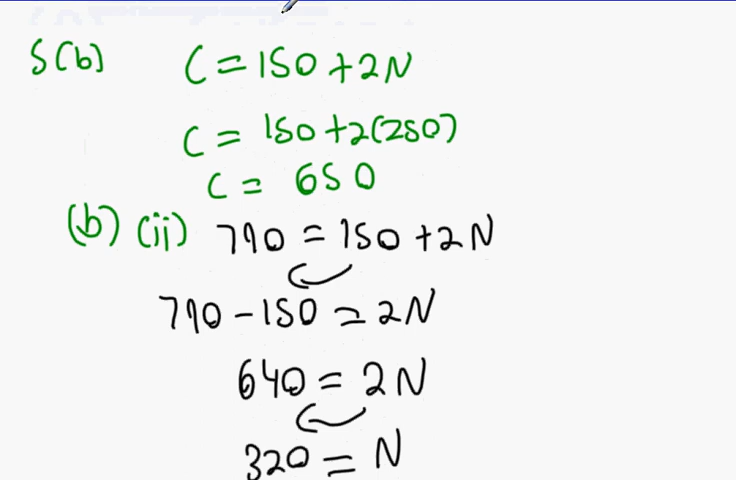 5(b) C = 150 + 2N
C = 150 + 2(250)
C = 650
(b) (ii) 790 = 150 + 2N
790 - 150 = 2N
640 = 2N
320 = N